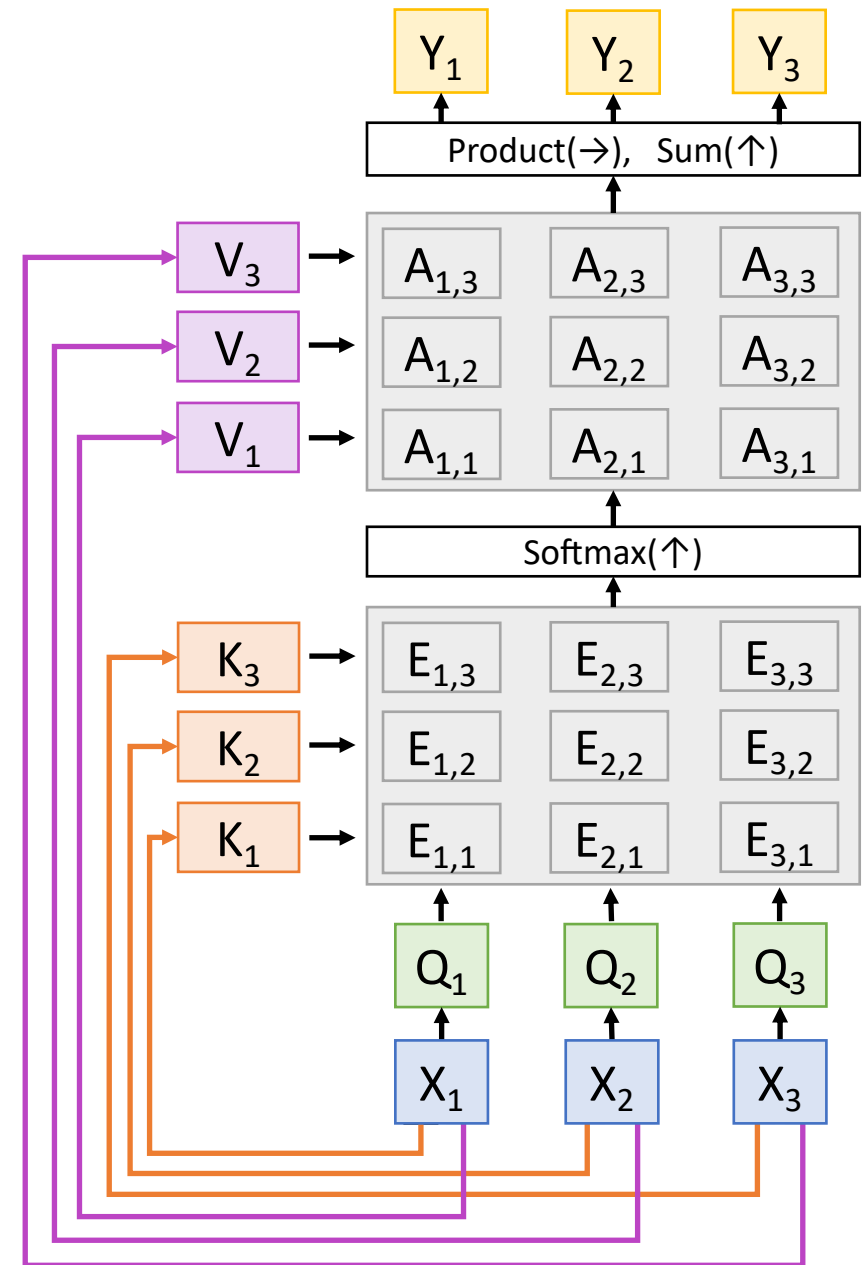 Y₁ Y₂ Y₃
Product(→), Sum(↑)
V₃ A₁,₃ A₂,₃ A₃,₃
V₂ A₁,₂ A₂,₂ A₃,₂
V₁ A₁,₁ A₂,₁ A₃,₁
Softmax(↑)
K₃ E₁,₃ E₂,₃ E₃,₃
K₂ E₁,₂ E₂,₂ E₃,₂
K₁ E₁,₁ E₂,₁ E₃,₁
Q₁ Q₂ Q₃
X₁ X₂ X₃